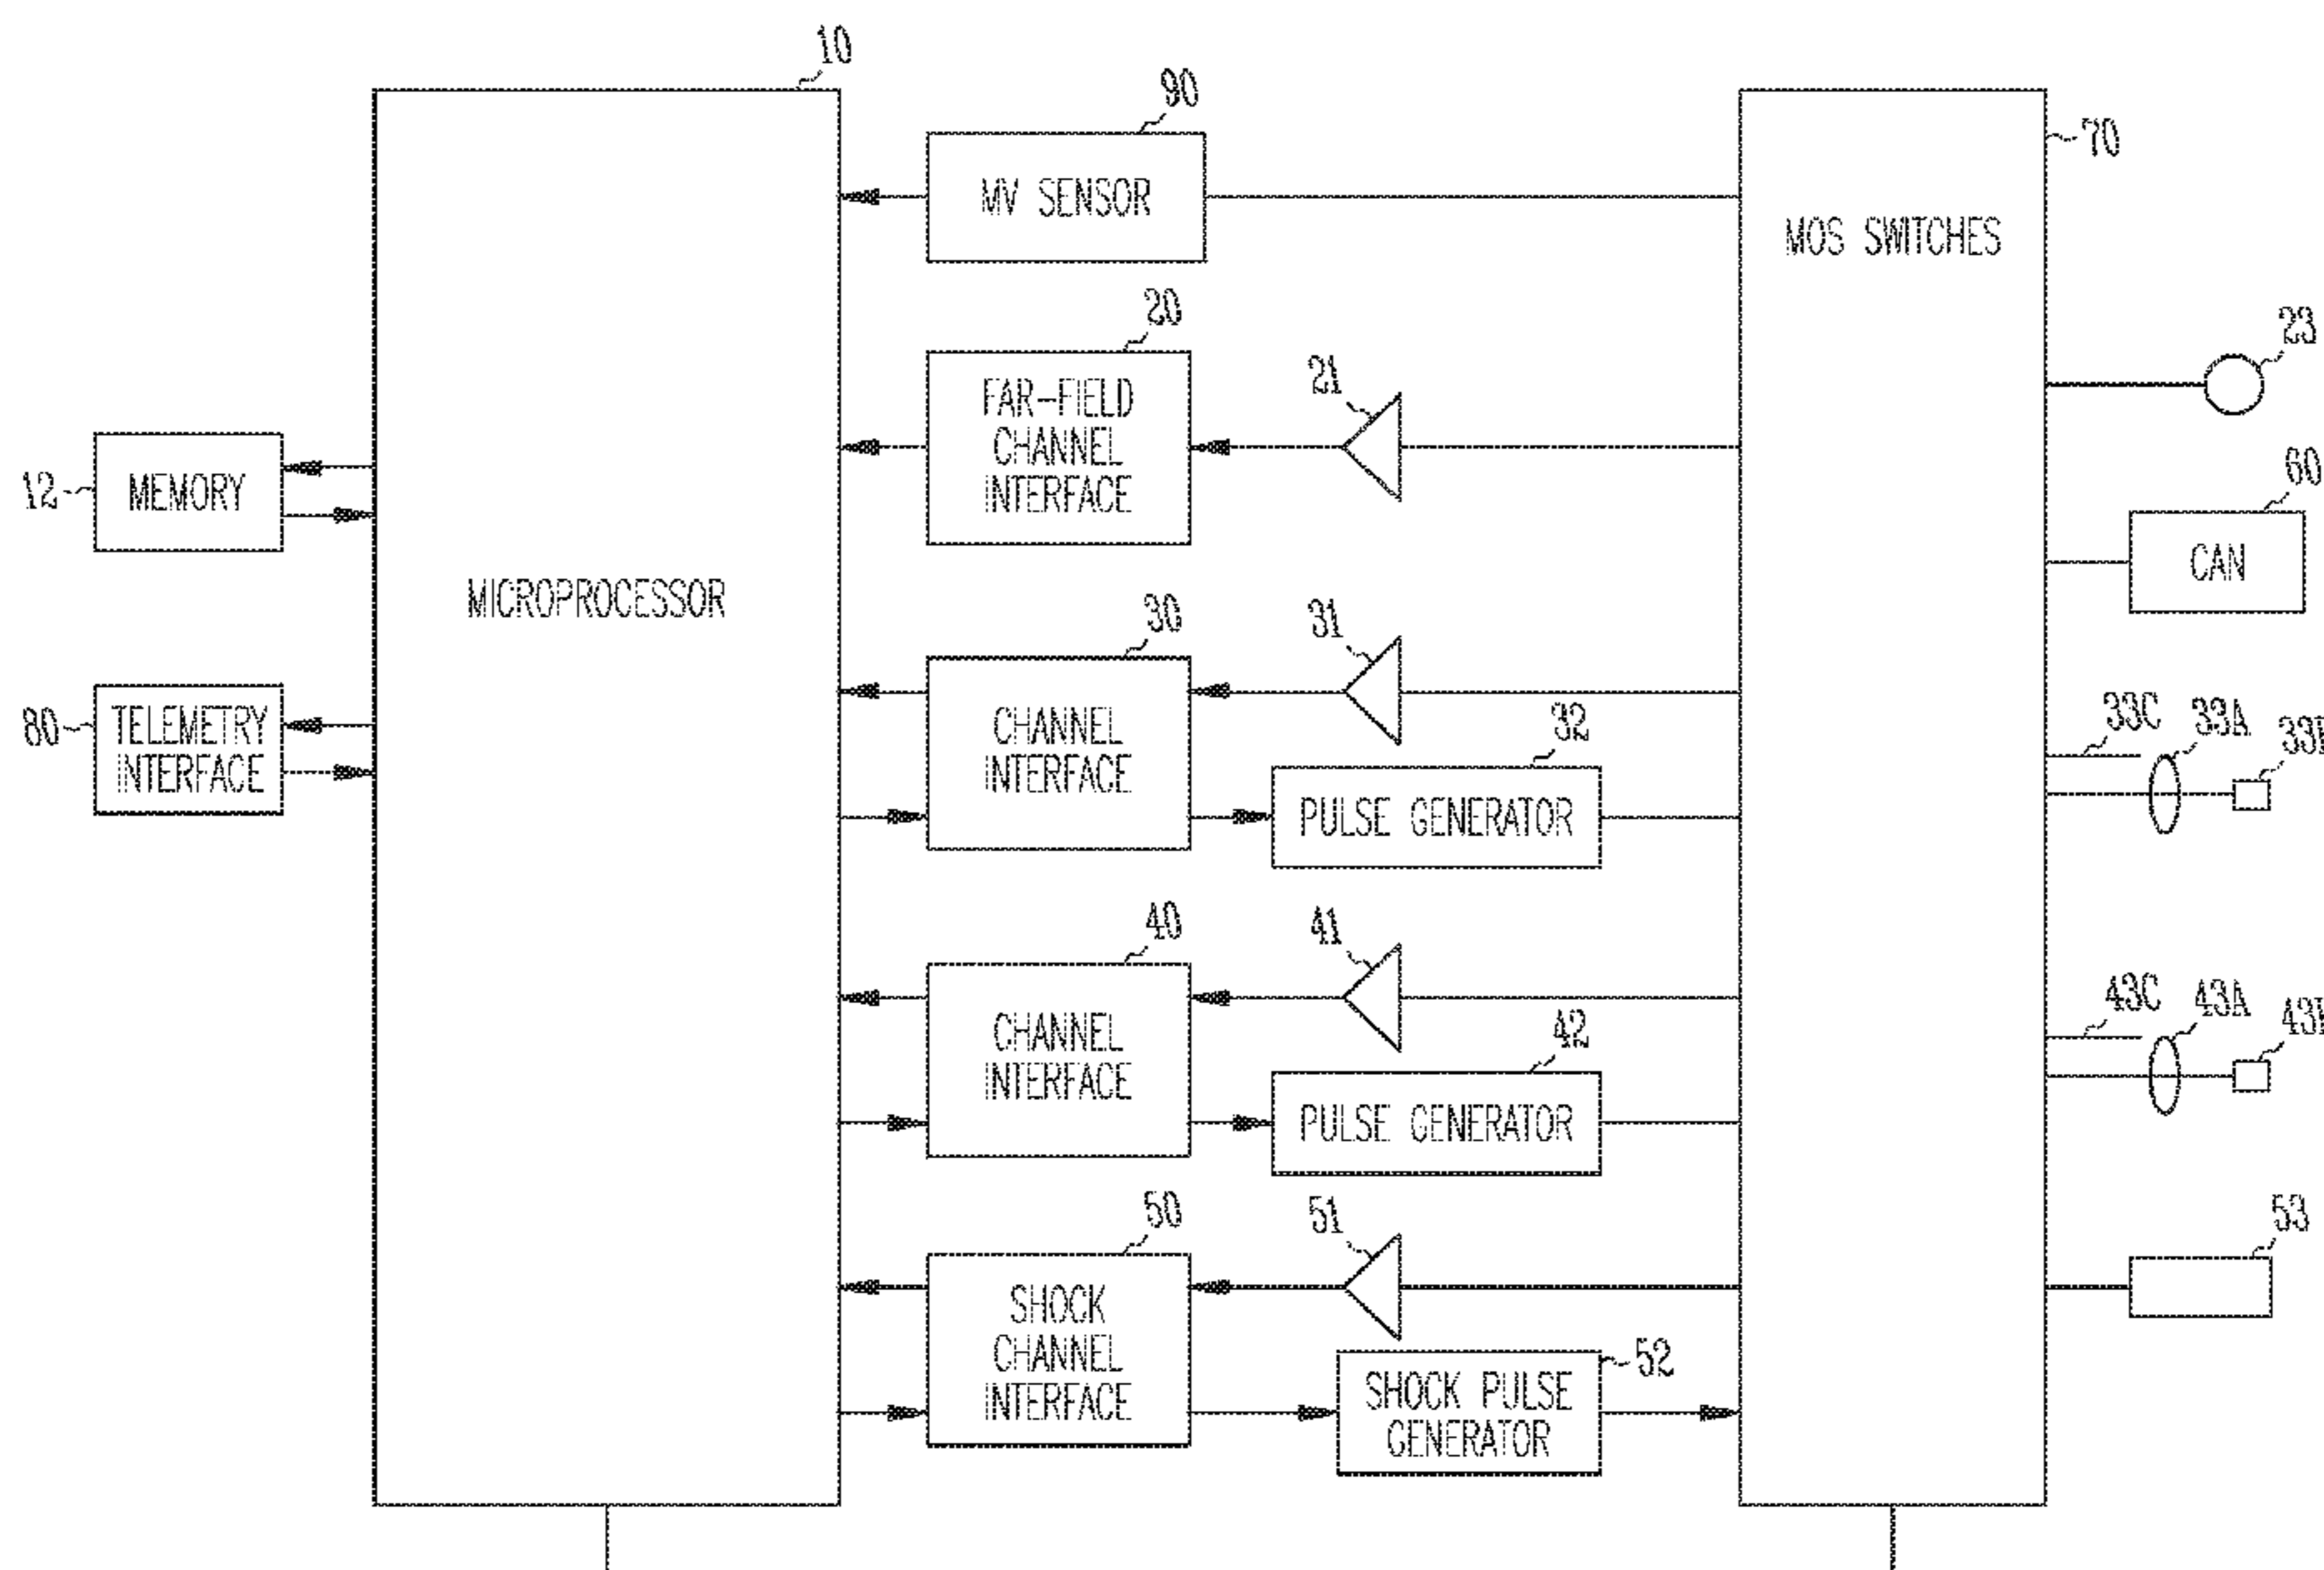 10
90
MV SENSOR
70
MOS SWITCHES
20
FAR-FIELD
CHANNEL
INTERFACE
21
23
12
MEMORY
60
CAN
MICROPROCESSOR
30
CHANNEL
INTERFACE
31
32
PULSE GENERATOR
80
TELEMETRY
INTERFACE
33C
33A
40
CHANNEL
INTERFACE
41
42
PULSE GENERATOR
43C
43A
50
SHOCK
CHANNEL
INTERFACE
51
52
SHOCK PULSE
GENERATOR
53